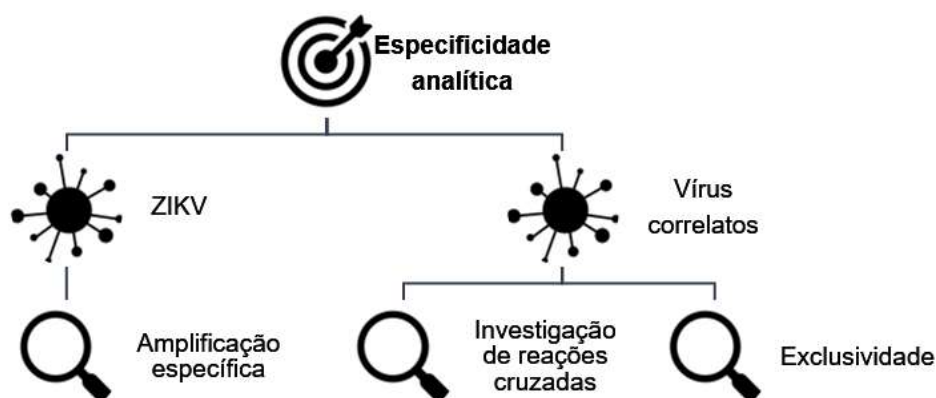 Especificidade
analítica
ZIKV
Vírus
correlatos
Amplificação
específica
Investigação
de reações
cruzadas
Exclusividade